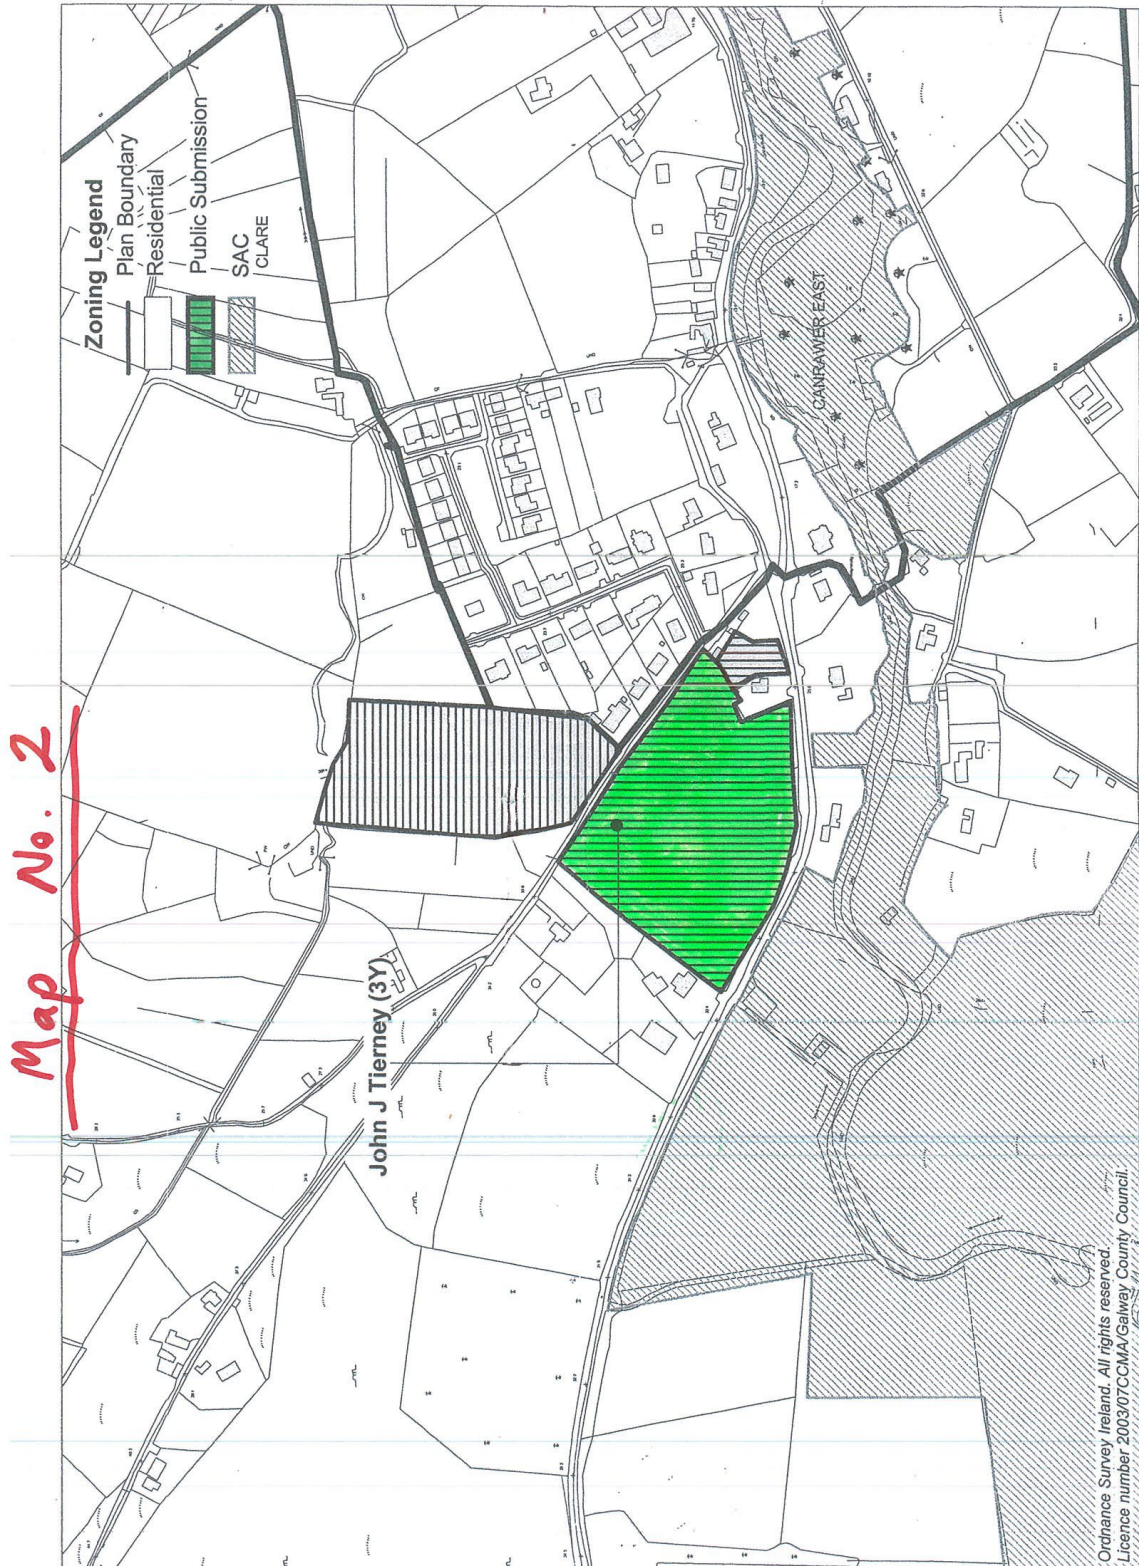 Map No. 2
Zoning Legend
Plan Boundary
Residential
Public Submission
SAC
CLARE
John J Tierney (3Y)
CANRAWER EAST
Ordnance Survey Ireland. All rights reserved.
Licence number 2003/07CCMA/Galway County Council.